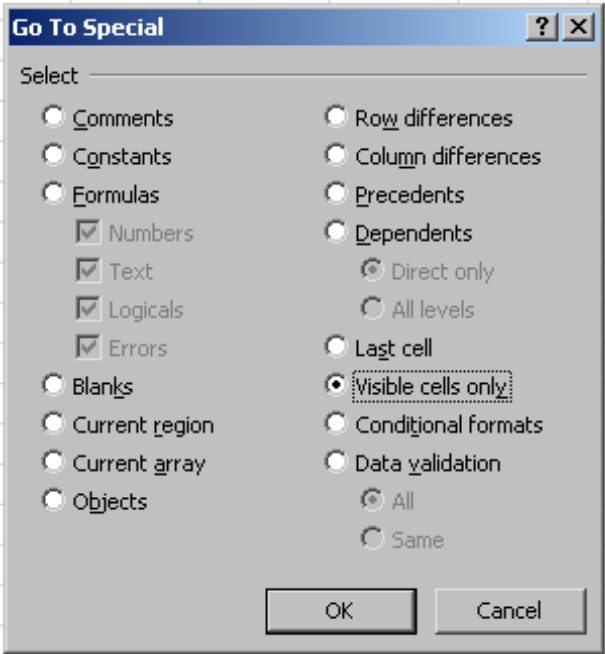 Go To Special
Select
Comments
Constants
Formulas
Numbers
Text
Logicals
Errors
Blanks
Current region
Current array
Objects
Row differences
Column differences
Precedents
Dependents
Direct only
All levels
Last cell
Visible cells only
Conditional formats
Data validation
All
Same
OK
Cancel